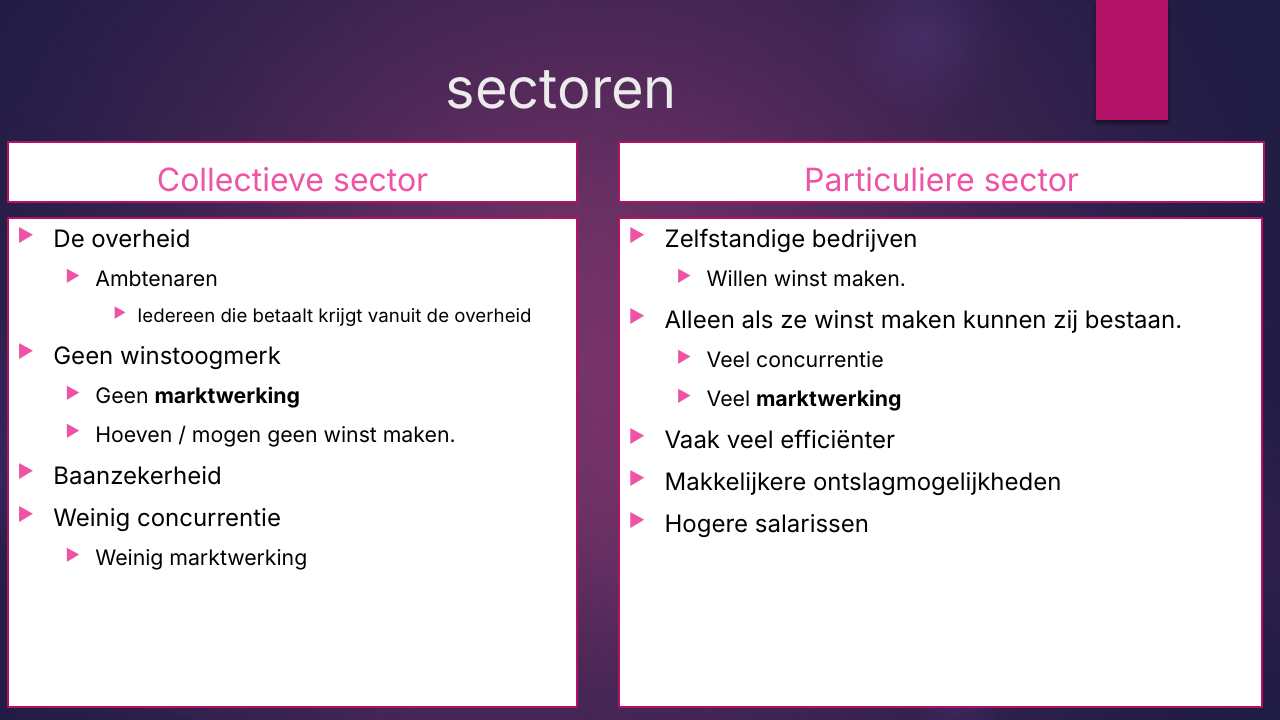 sectoren
Collectieve sector
De overheid
Ambtenaren
Iedereen die betaalt krijgt vanuit de overheid
Geen winstoogmerk
Geen marktwerking
Hoeven / mogen geen winst maken.
Baanzekerheid
Weinig concurrentie
Weinig marktwerking
Particuliere sector
Zelfstandige bedrijven
Willen winst maken.
Alleen als ze winst maken kunnen zij bestaan.
Veel concurrentie
Veel marktwerking
Vaak veel efficiënter
Makkelijkere ontslagmogelijkheden
Hogere salarissen